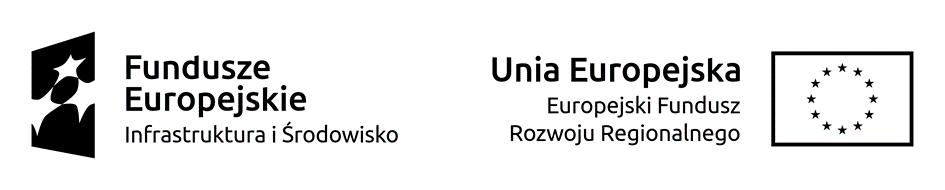 Fundusze
Europejskie
Infrastruktura i Środowisko
Unia Europejska
Europejski Fundusz
Rozwoju Regionalnego